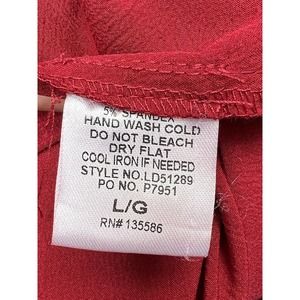 5% SPANDEX
HAND WASH COLD
DO NOT BLEACH
DRY FLAT
COOL IRON IF NEEDED
STYLE NO.LD51289
PO NO. P7951
L/G
RN# 135586